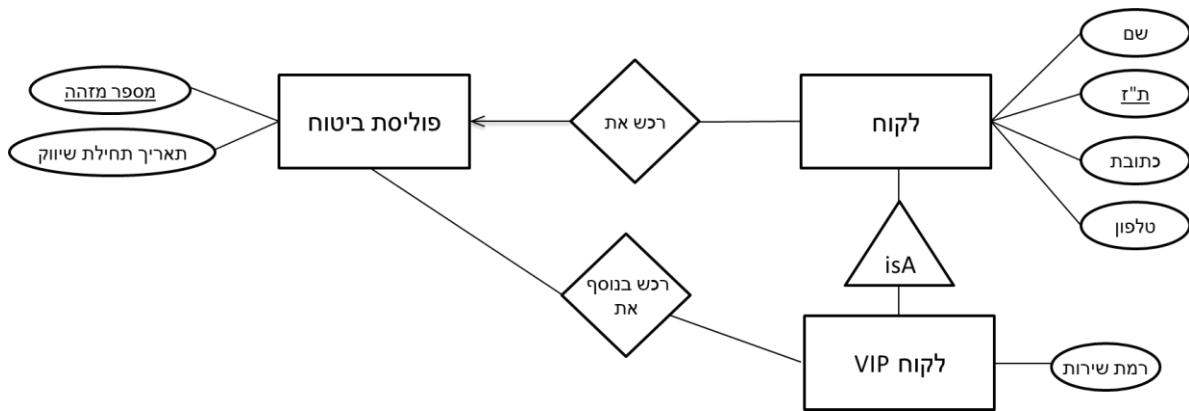 שם
ת"ז
כתובת
טלפון
לקוח
רכש את
פוליסת ביטוח
מספר מזהה
תאריך תחילת שיווק
isA
רכש בנוסף
את
לקוח VIP
רמת שירות